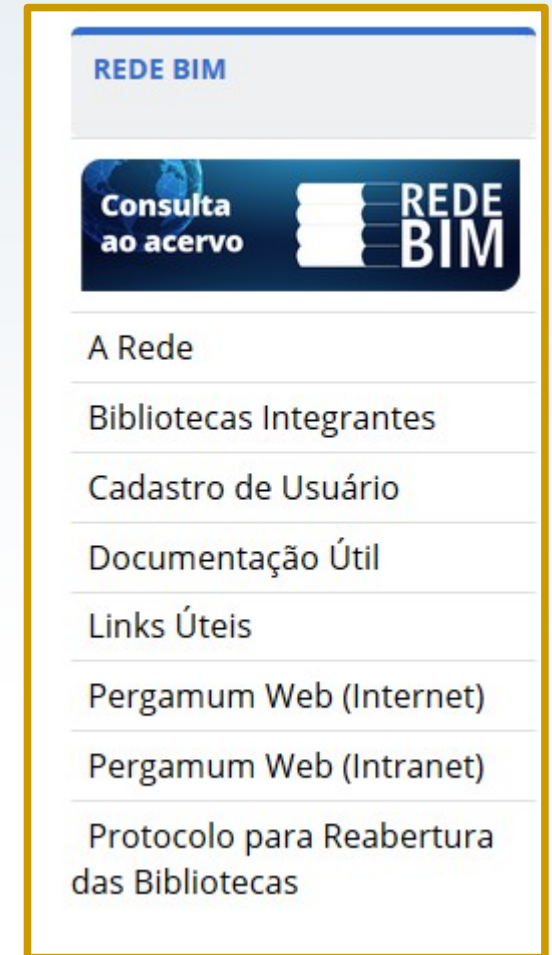 REDE BIM
Consulta
ao acervo
REDE
BIM
A Rede
Bibliotecas Integrantes
Cadastro de Usuário
Documentação Útil
Links Úteis
Pergamum Web (Internet)
Pergamum Web (Intranet)
Protocolo para Reabertura
das Bibliotecas